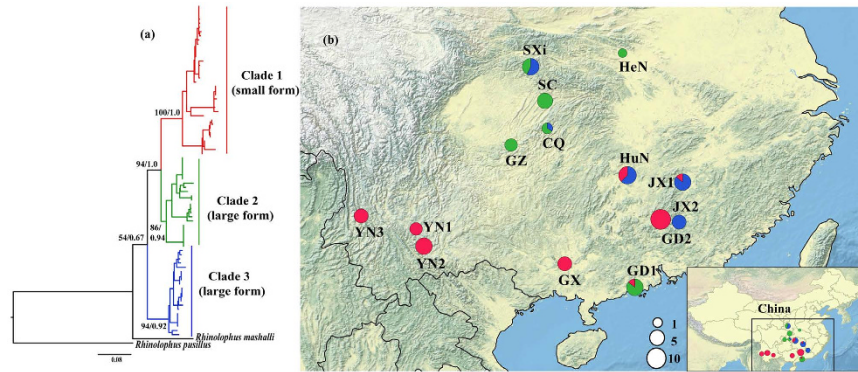 (a)
Clade 1
(small form)
100/1.0
94/1.0
Clade 2
(large form)
86/
0.94
54/0.67
Clade 3
(large form)
94/0.92
Rhinolophus mashalli
Rhinolophus pusillus
0.08
(b)
SXi
HeN
SC
CQ
GZ
HuN
JX1
JX2
GD2
YN1
YN3
YN2
GX
GD1
1
5
10
China